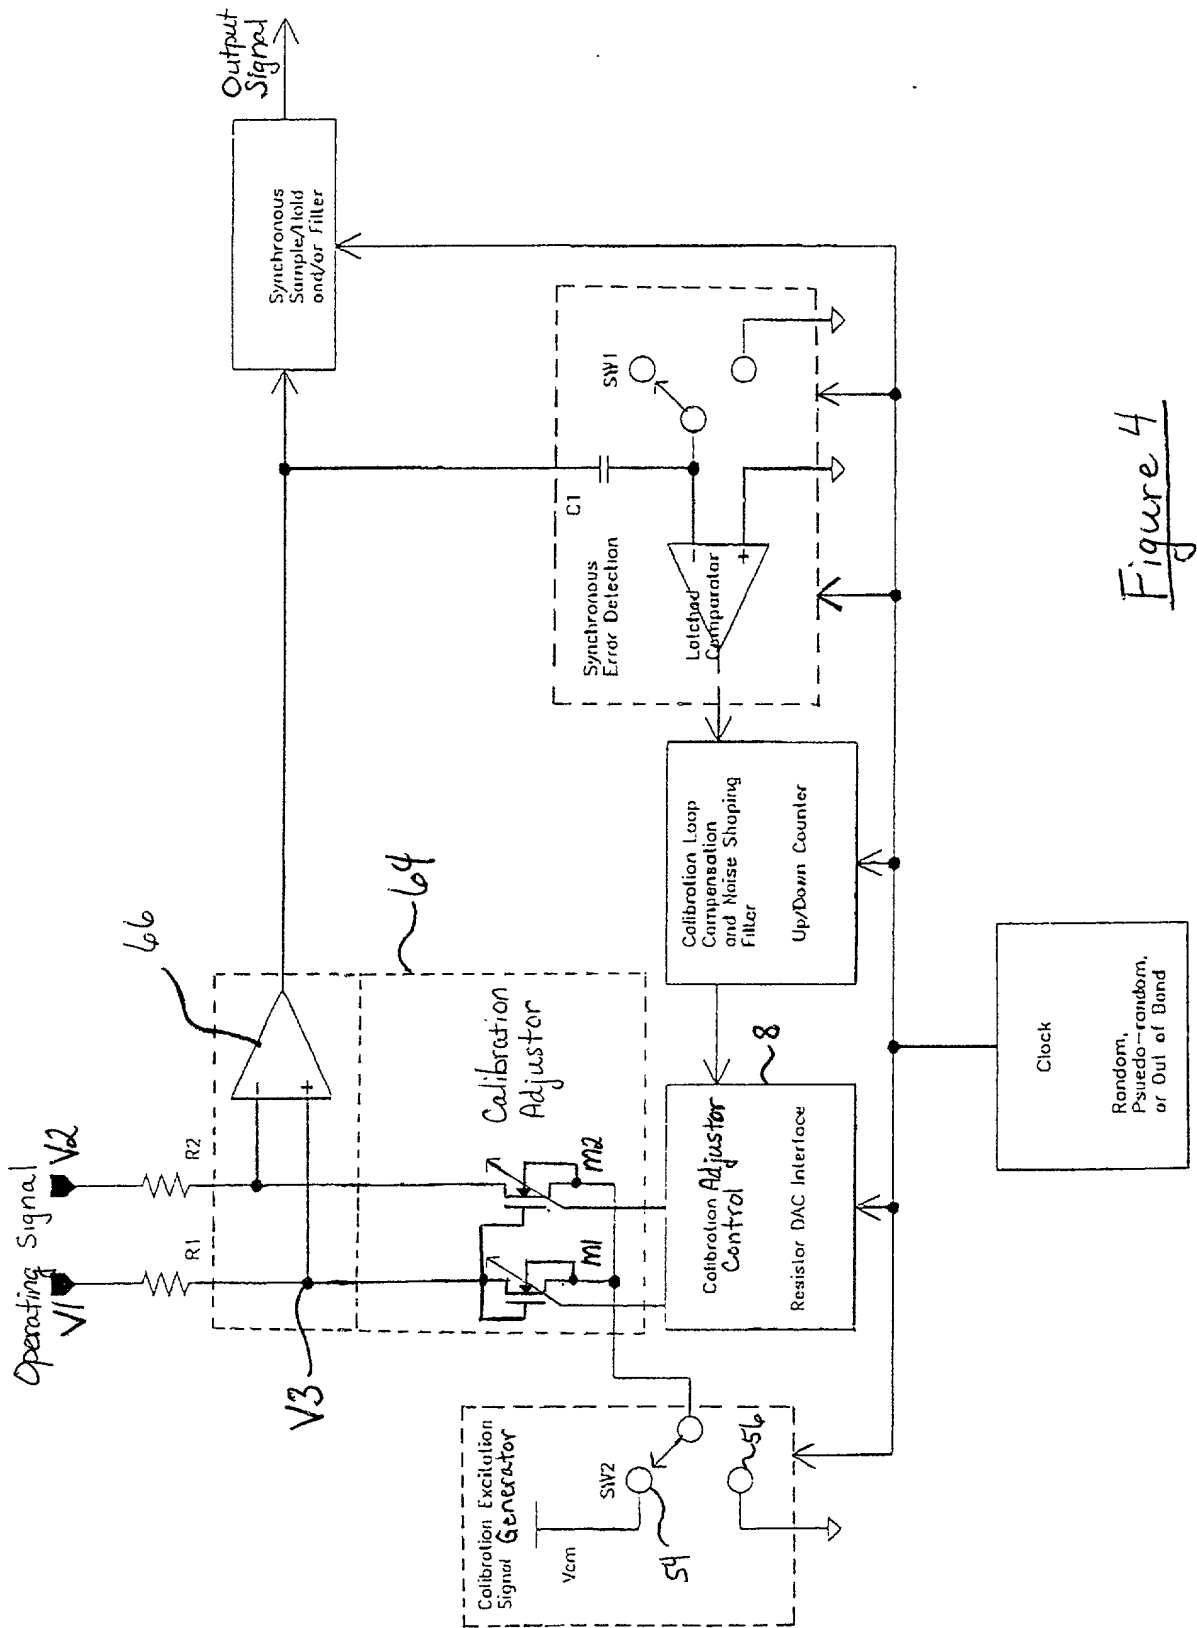 Operating Signal
V1
V2
R1
R2
66
64
V3
Output
Signal
Synchronous
Sample/Hold
and/or Filter
Calibration
Adjustor
M1
M2
-
+
C1
SW1
Synchronous
Error Detection
-
+
Latched
Comparator
Calibration Loop
Compensation
and Noise Shaping
Filter
Up/Down Counter
8
Calibration Adjustor
Control
Resistor DAC Interface
Calibration Excitation
Signal Generator
Vcm
SW2
54
56
Clock
Random,
Psuedo-random,
or Out of Band
Figure 4